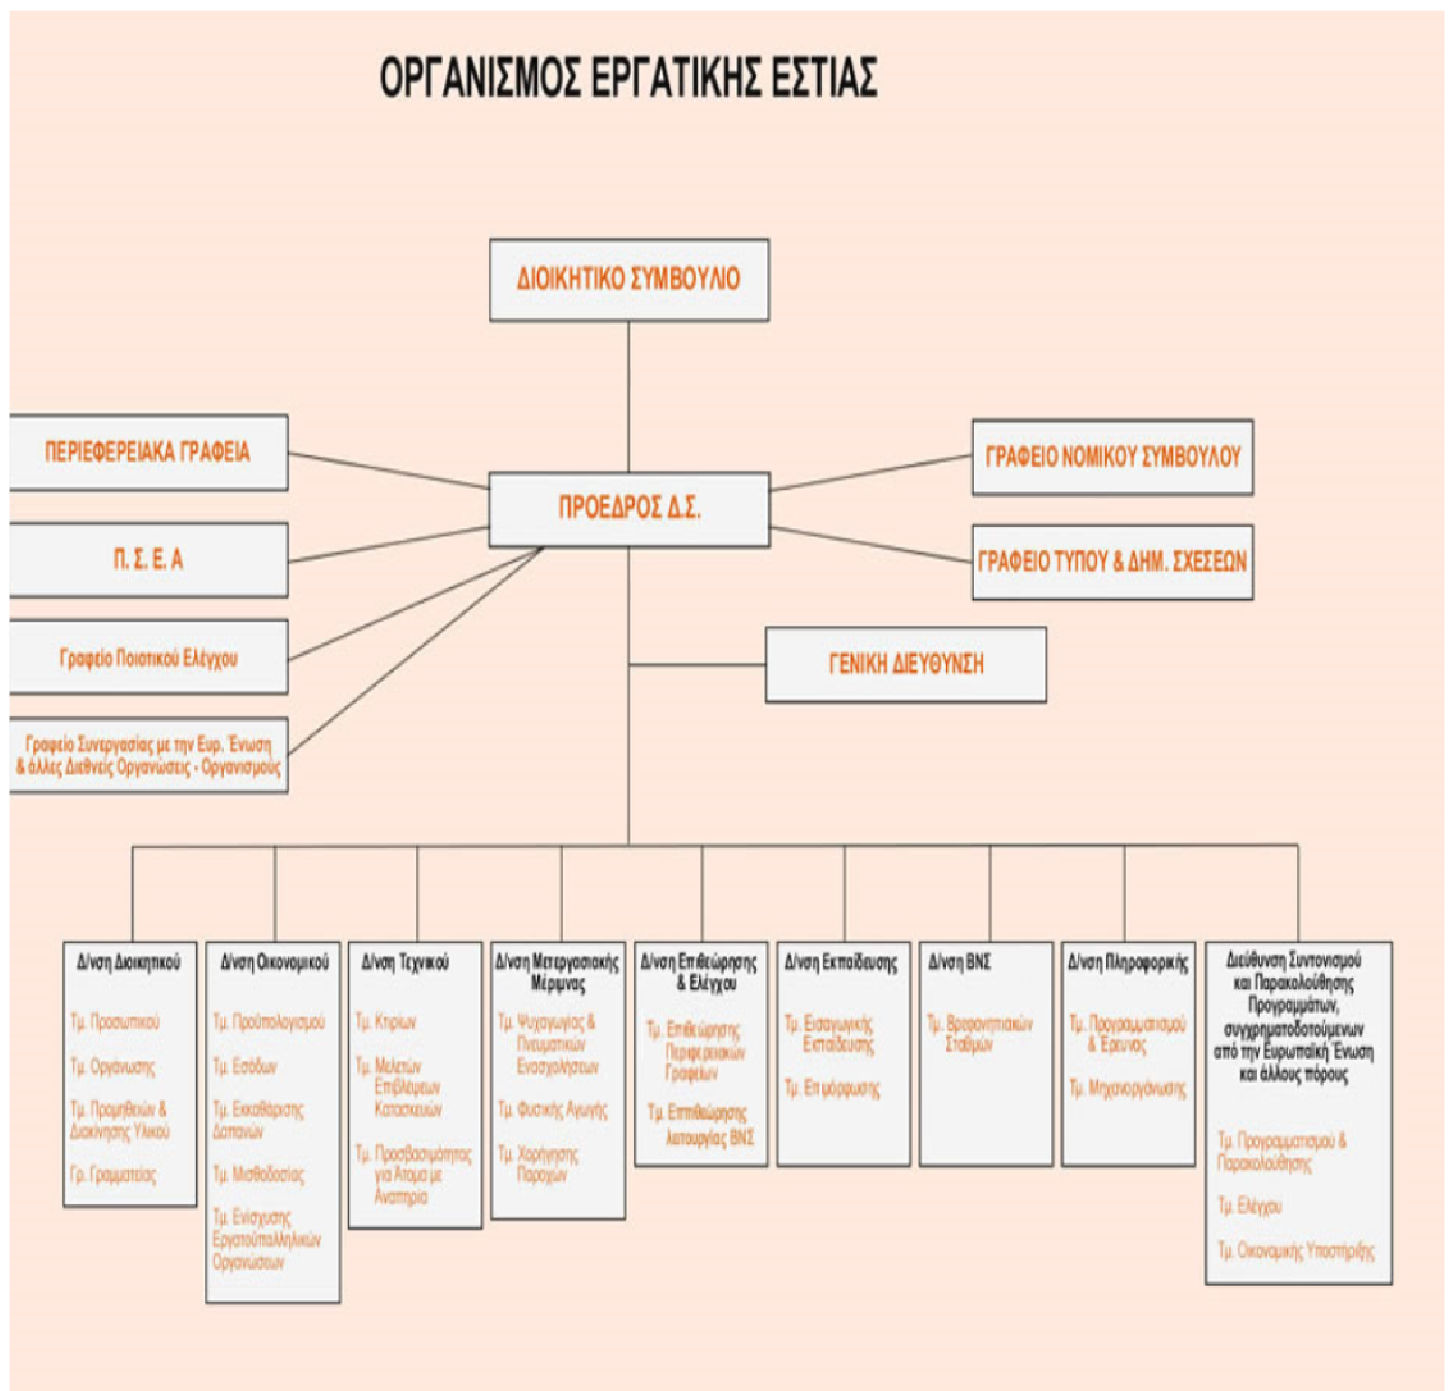 ΟΡΓΑΝΙΣΜΟΣ ΕΡΓΑΤΙΚΗΣ ΕΣΤΙΑΣ
ΔΙΟΙΚΗΤΙΚΟ ΣΥΜΒΟΥΛΙΟ
ΠΕΡΙΕΦΕΡΕΙΑΚΑ ΓΡΑΦΕΙΑ
ΓΡΑΦΕΙΟ ΝΟΜΙΚΟΥ ΣΥΜΒΟΥΛΟΥ
ΠΡΟΕΔΡΟΣ Δ.Σ.
Π. Σ. Ε. Α
ΓΡΑΦΕΙΟ ΤΥΠΟΥ & ΔΗΜ. ΣΧΕΣΕΩΝ
Γραφείο Ποιοτικού Ελέγχου
ΓΕΝΙΚΗ ΔΙΕΥΘΥΝΣΗ
Γραφείο Συνεργασίας με την Ευρ. Ένωση
& άλλες Διεθνείς Οργανώσεις - Οργανισμούς
Δ/νση Διοικητικού
Τμ. Προσωπικού
Τμ. Οργάνωσης
Τμ. Προμηθειών &
Διακίνησης Υλικού
Γρ. Γραμματείας
Δ/νση Οικονομικού
Τμ. Προϋπολογισμού
Τμ. Εσόδων
Τμ. Εκκαθάρισης
Δαπανών
Τμ. Μισθοδοσίας
Τμ. Ενίσχυσης
Εργατοϋπαλληλικών
Οργανώσεων
Δ/νση Τεχνικού
Τμ. Κτιρίων
Τμ. Μελετών
Επιβλέψεων
Κατασκευών
Τμ. Προσβασιμότητας
για Άτομα με
Αναπηρία
Δ/νση Μετεργασιακής
Μέριμνας
Τμ. Ψυχαγωγίας &
Πνευματικών
Ενασχολήσεων
Τμ. Φυσικής Αγωγής
Τμ. Χορήγησης
Παροχών
Δ/νση Επιθεώρησης
& Ελέγχου
Τμ. Επιθεώρησης
Περιφερειακών
Γραφείων
Τμ. Επιτιθεώρησης
λειτουργίας ΒΝΣ
Δ/νση Εκπαίδευσης
Τμ. Εισαγωγικής
Εκπαίδευσης
Τμ. Επιμόρφωσης
Δ/νση ΒΝΣ
Τμ. Βρεφονηπιακών
Σταθμών
Δ/νση Πληροφορικής
Τμ. Προγραμματισμού
& Έρευνας
Τμ. Μηχανοργάνωσης
Διεύθυνση Συντονισμού
και Παρακολούθησης
Προγραμμάτων,
συγχρηματοδοτούμενων
από την Ευρωπαϊκή Ένωση
και άλλους πόρους
Τμ. Προγραμματισμού &
Παρακολούθησης
Τμ. Ελέγχου
Τμ. Οικονομικής Υποστήριξης